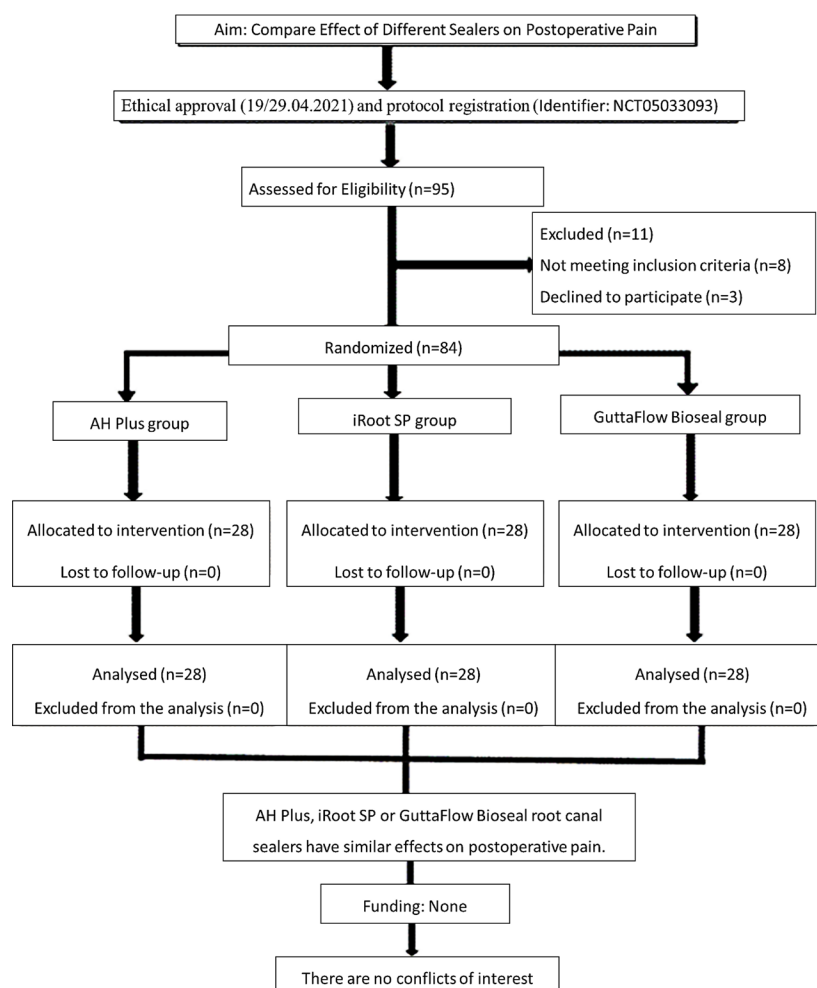 Aim: Compare Effect of Different Sealers on Postoperative Pain
Ethical approval (19/29.04.2021) and protocol registration (Identifier: NCT05033093)
Assessed for Eligibility (n=95)
Excluded (n=11)
Not meeting inclusion criteria (n=8)
Declined to participate (n=3)
Randomized (n=84)
AH Plus group
iRoot SP group
GuttaFlow Bioseal group
Allocated to intervention (n=28)
Lost to follow-up (n=0)
Allocated to intervention (n=28)
Lost to follow-up (n=0)
Allocated to intervention (n=28)
Lost to follow-up (n=0)
Analysed (n=28)
Excluded from the analysis (n=0)
Analysed (n=28)
Excluded from the analysis (n=0)
Analysed (n=28)
Excluded from the analysis (n=0)
AH Plus, iRoot SP or GuttaFlow Bioseal root canal
sealers have similar effects on postoperative pain.
Funding: None
There are no conflicts of interest